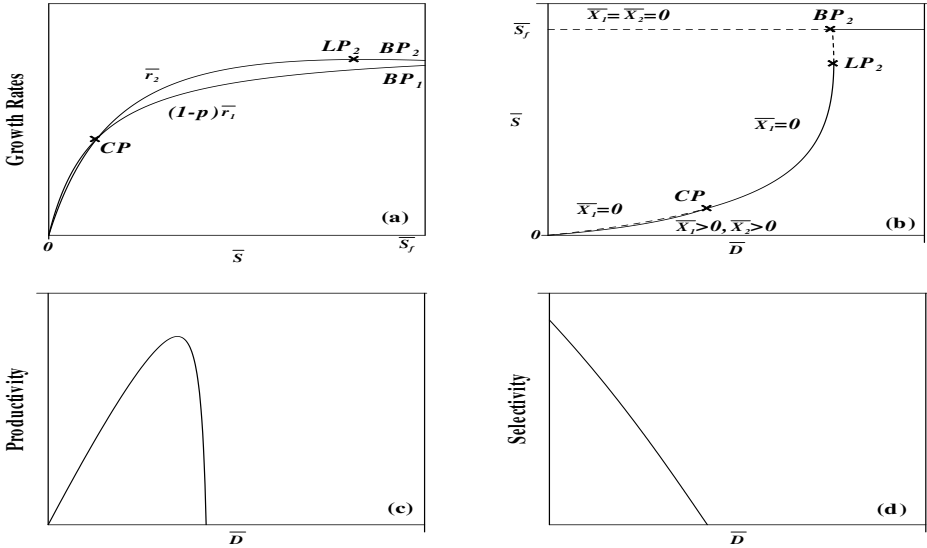 Growth Rates
r̅₂
(1-p)r̅₁
LP₂
BP₂
BP₁
CP
(a)
0
S̅
S̅f
X̅₁=X̅₂=0
BP₂
S̅f
LP₂
S̅
X̅₁=0
CP
X̅₁=0
X̅₁>0, X̅₂>0
(b)
0
D̅
Productivity
(c)
D̅
Selectivity
(d)
D̅